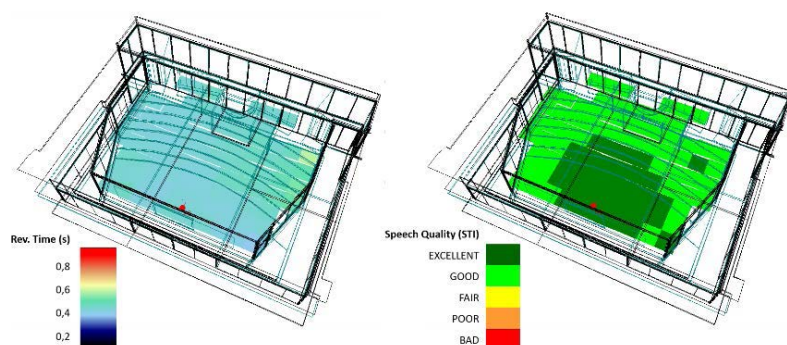 Rev. Time (s)
0,8
0,6
0,4
0,2
Speech Quality (STI)
EXCELLENT
GOOD
FAIR
POOR
BAD